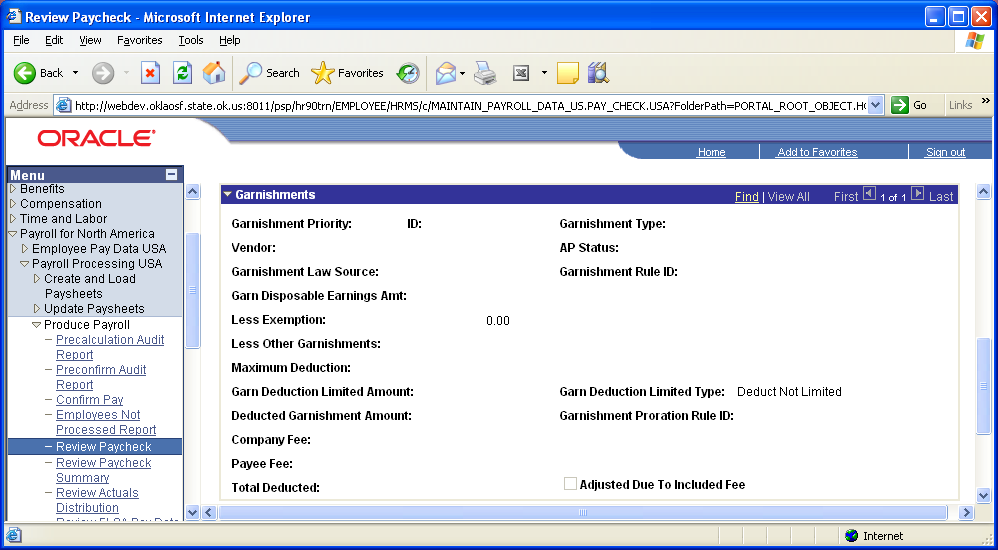 Review Paycheck - Microsoft Internet Explorer
File Edit View Favorites Tools Help
Back Search Favorites
Address http://webdev.oklaosf.state.ok.us:8011/psp/hr90trn/EMPLOYEE/HRMS/c/MAINTAIN_PAYROLL_DATA_US.PAY_CHECK.USA?FolderPath=PORTAL_ROOT_OBJECT.HC Go Links »
ORACLE®
Home Add to Favorites Sign out
Menu
Benefits
Compensation
Time and Labor
Payroll for North America
Employee Pay Data USA
Payroll Processing USA
Create and Load
Paysheets
Update Paysheets
Produce Payroll
– Precalculation Audit
Report
– Preconfirm Audit
Report
– Confirm Pay
– Employees Not
Processed Report
– Review Paycheck
– Review Paycheck
Summary
– Review Actuals
Distribution
– Review FLSA Pay Data
Garnishments Find | View All First 1 of 1 Last
Garnishment Priority: ID: Garnishment Type:
Vendor: AP Status:
Garnishment Law Source: Garnishment Rule ID:
Garn Disposable Earnings Amt:
Less Exemption: 0.00
Less Other Garnishments:
Maximum Deduction:
Garn Deduction Limited Amount: Garn Deduction Limited Type: Deduct Not Limited
Deducted Garnishment Amount: Garnishment Proration Rule ID:
Company Fee:
Payee Fee:
Total Deducted: Adjusted Due To Included Fee
Internet